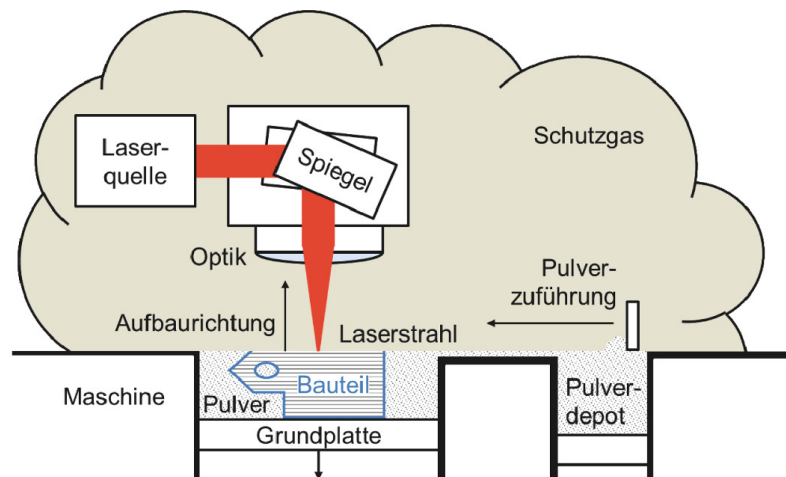 Laser-
quelle
Spiegel
Schutzgas
Optik
Pulver-
zuführung
Aufbaurichtung
Laserstrahl
Maschine
Pulver
Bauteil
Pulver-
depot
Grundplatte